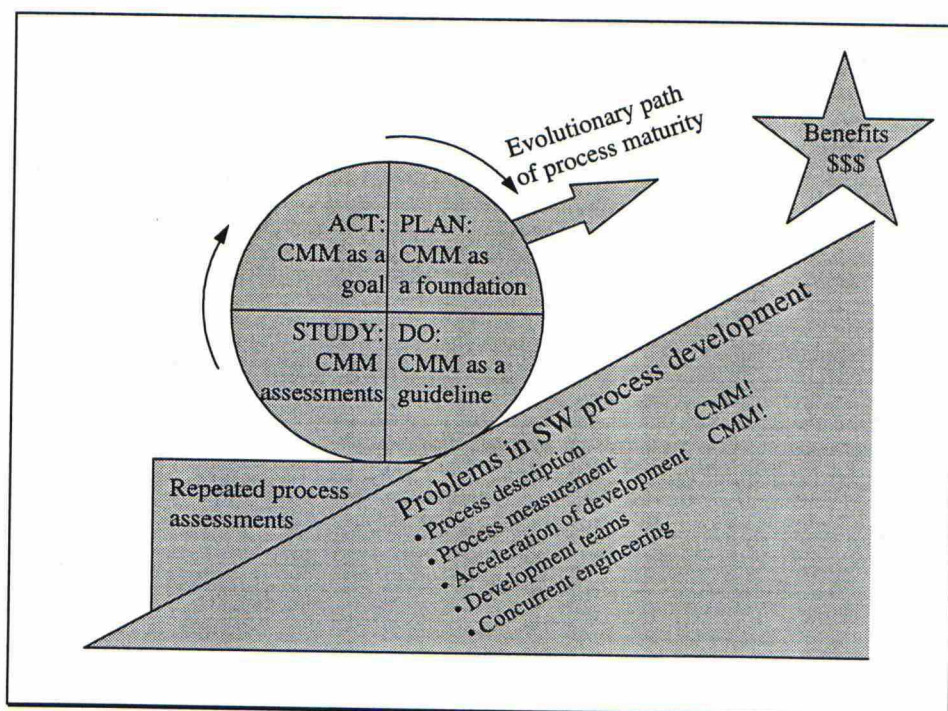 Evolutionary path
of process maturity
Benefits
$$$
ACT:
CMM as a
goal
PLAN:
CMM as
a foundation
STUDY:
CMM
assessments
DO:
CMM as a
guideline
Repeated process
assessments
Problems in SW process development
• Process description CMM!
• Process measurement CMM!
• Acceleration of development
• Development teams
• Concurrent engineering